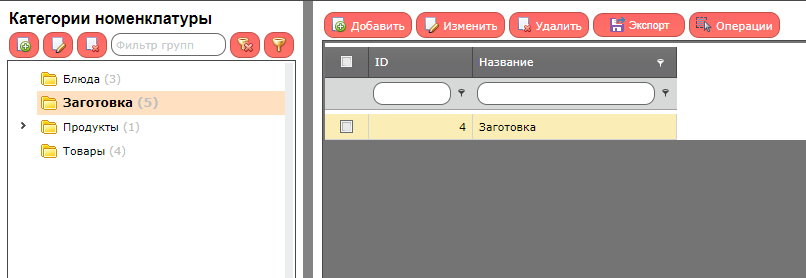 Категории номенклатуры
Фильтр групп
Блюда (3)
Заготовка (5)
Продукты (1)
Товары (4)
Добавить Изменить Удалить Экспорт Операции
ID Название
4 Заготовка